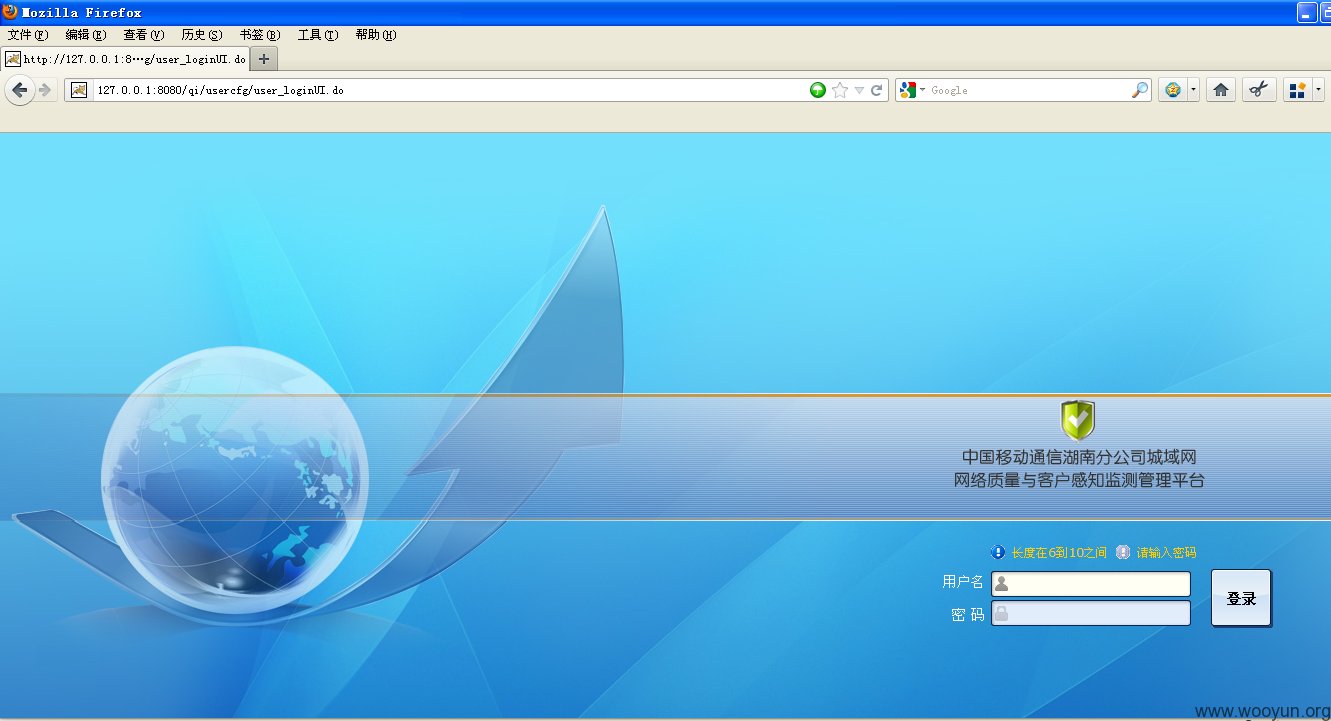 Mozilla Firefox
文件(F) 编辑(E) 查看(V) 历史(S) 书签(B) 工具(T) 帮助(H)
http://127.0.0.1:8…g/user_loginUI.do
127.0.0.1:8080/qi/usercfg/user_loginUI.do
Google
中国移动通信湖南分公司城域网
网络质量与客户感知监测管理平台
长度在6到10之间 请输入密码
用户名
密 码
登录
www.wooyun.org